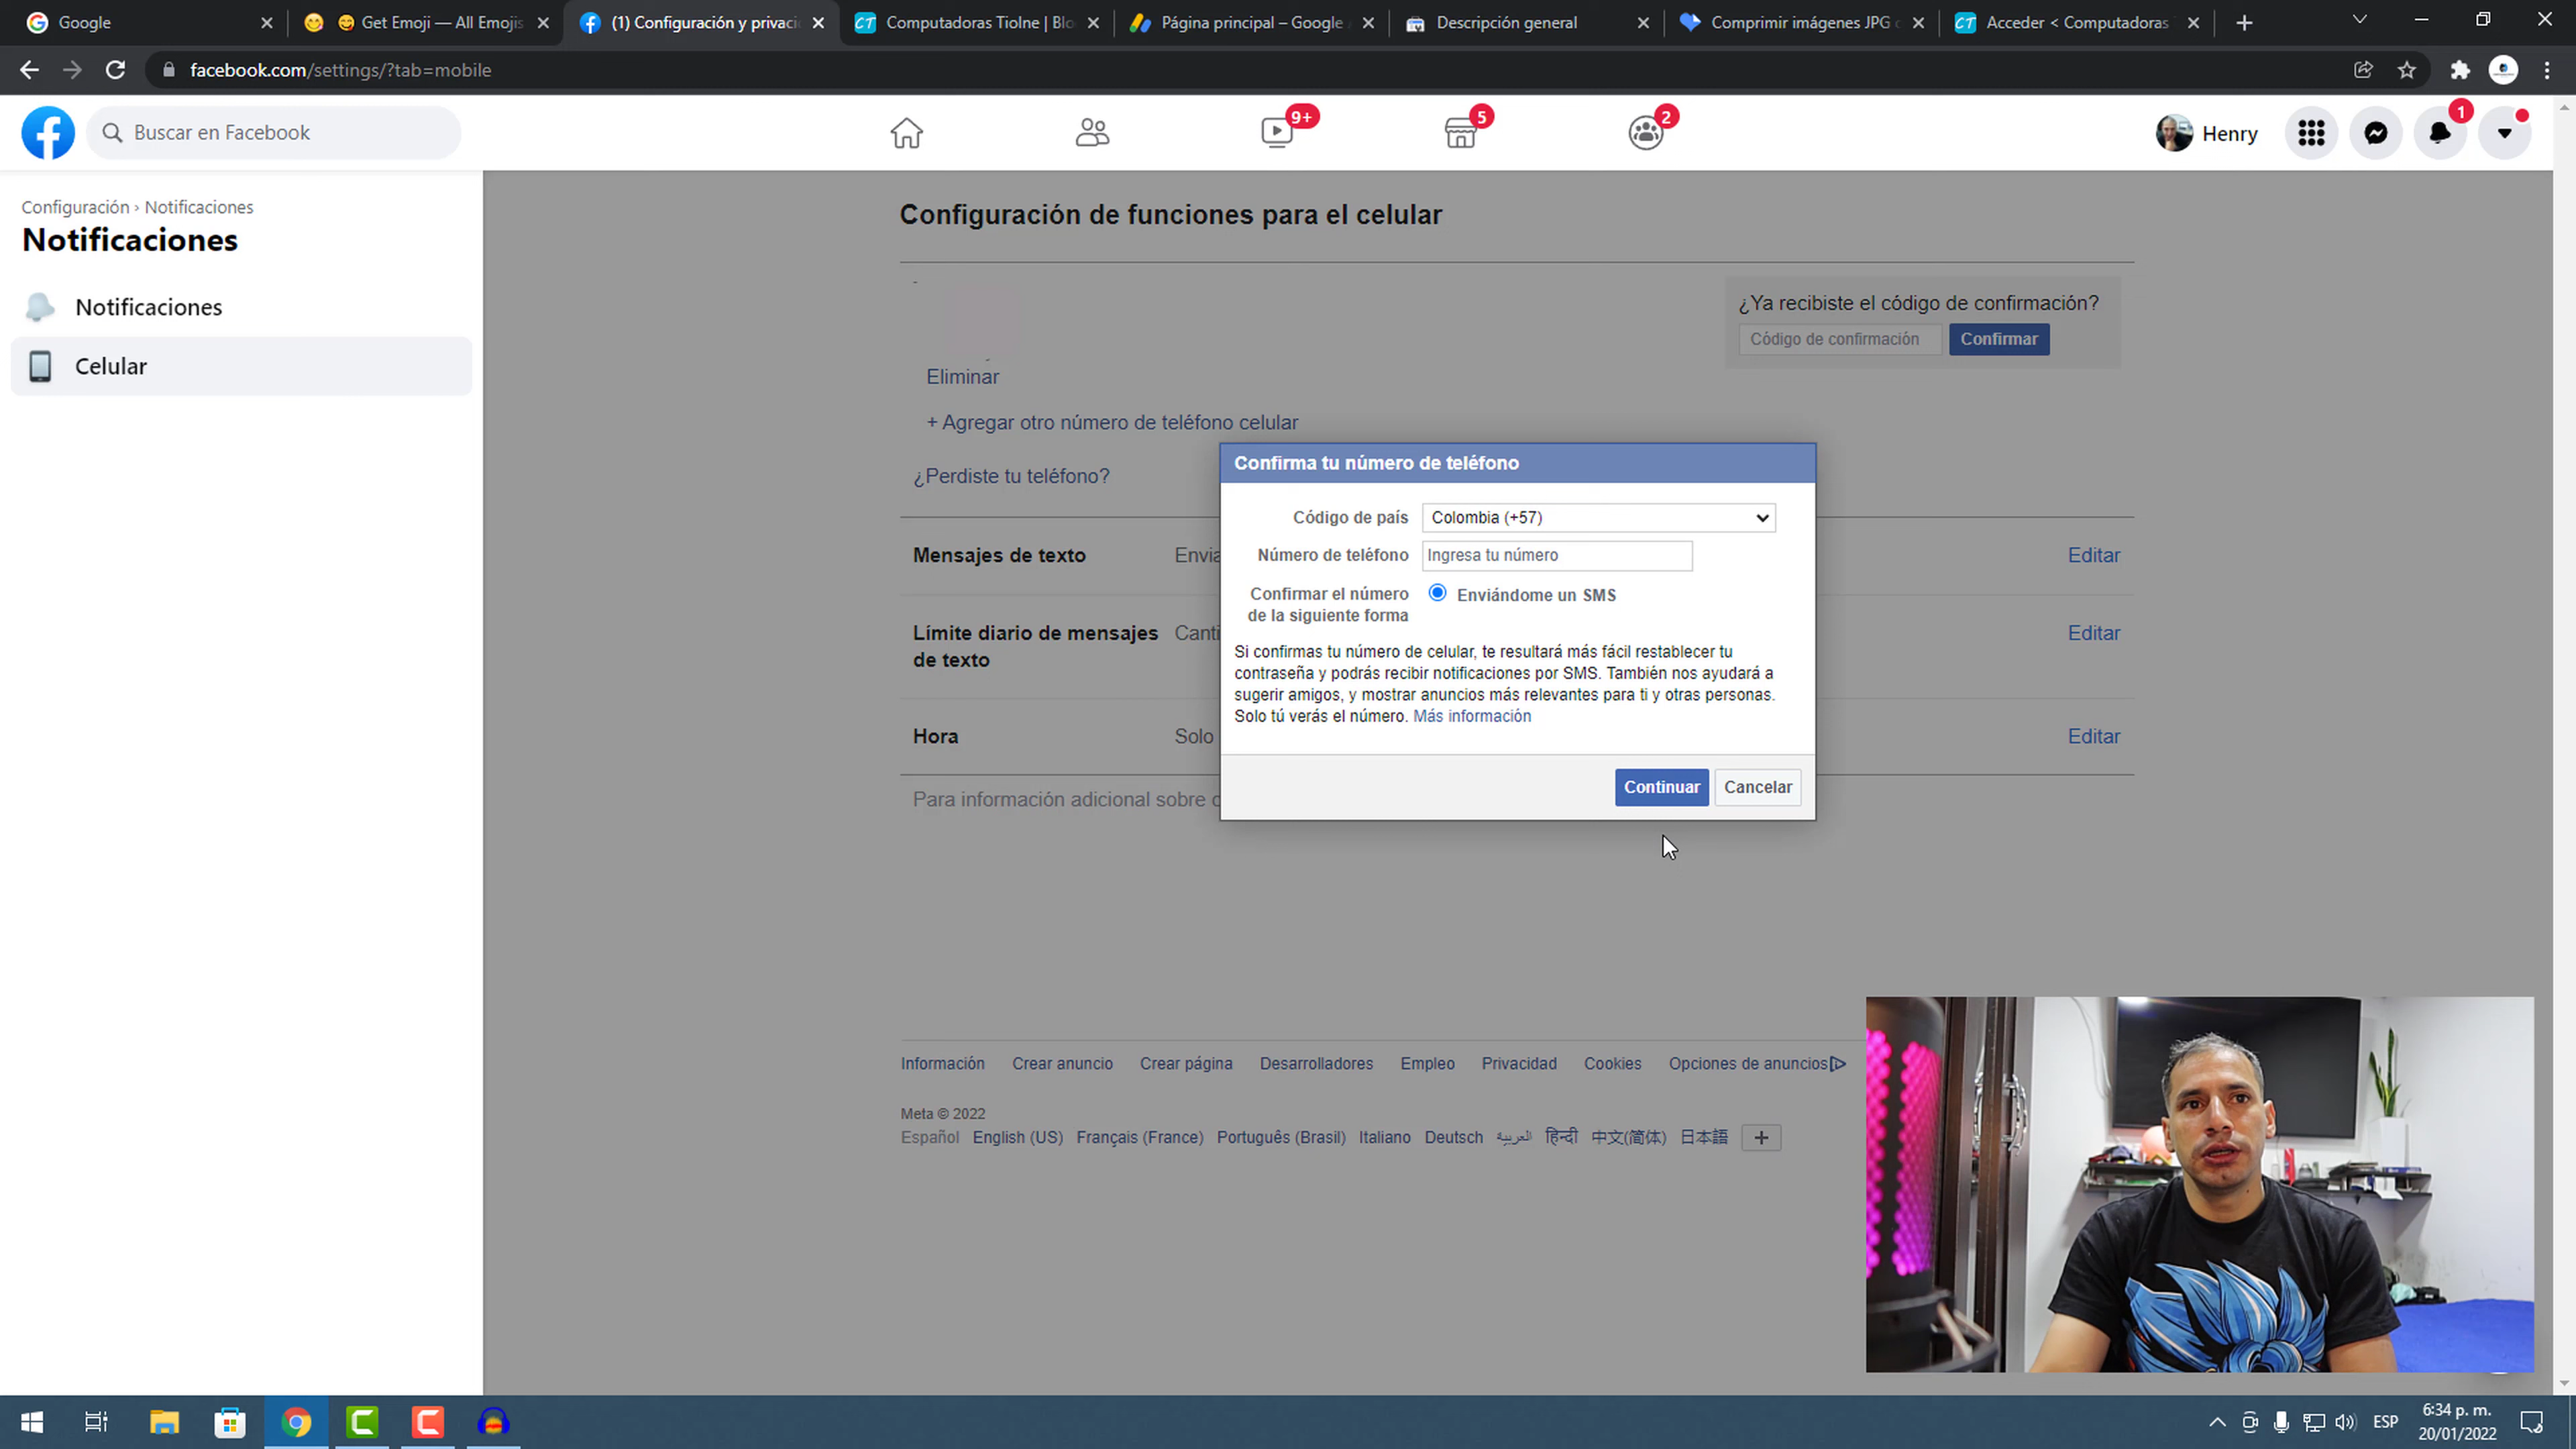 Google
😋 Get Emoji — All Emojis
(1) Configuración y privaci
Computadoras TioIne | Blo
Página principal – Google A
Descripción general
Comprimir imágenes JPG o
Acceder < Computadoras T
facebook.com/settings/?tab=mobile
Buscar en Facebook
9+
5
2
Henry
1
Configuración › Notificaciones
Notificaciones
Notificaciones
Celular
Configuración de funciones para el celular
¿Ya recibiste el código de confirmación?
Código de confirmación
Confirmar
Eliminar
+ Agregar otro número de teléfono celular
¿Perdiste tu teléfono?
Mensajes de texto
Envia
Editar
Límite diario de mensajes
de texto
Canti
Editar
Hora
Solo
Editar
Para información adicional sobre c
Confirma tu número de teléfono
Código de país
Colombia (+57)
Número de teléfono
Ingresa tu número
Confirmar el número
de la siguiente forma
Enviándome un SMS
Si confirmas tu número de celular, te resultará más fácil restablecer tu
contraseña y podrás recibir notificaciones por SMS. También nos ayudará a
sugerir amigos, y mostrar anuncios más relevantes para ti y otras personas.
Solo tú verás el número. Más información
Continuar
Cancelar
Información Crear anuncio Crear página Desarrolladores Empleo Privacidad Cookies Opciones de anuncios
Meta © 2022
Español English (US) Français (France) Português (Brasil) Italiano Deutsch العربية हिन्दी 中文(简体) 日本語 +
ESP
6:34 p. m.
20/01/2022